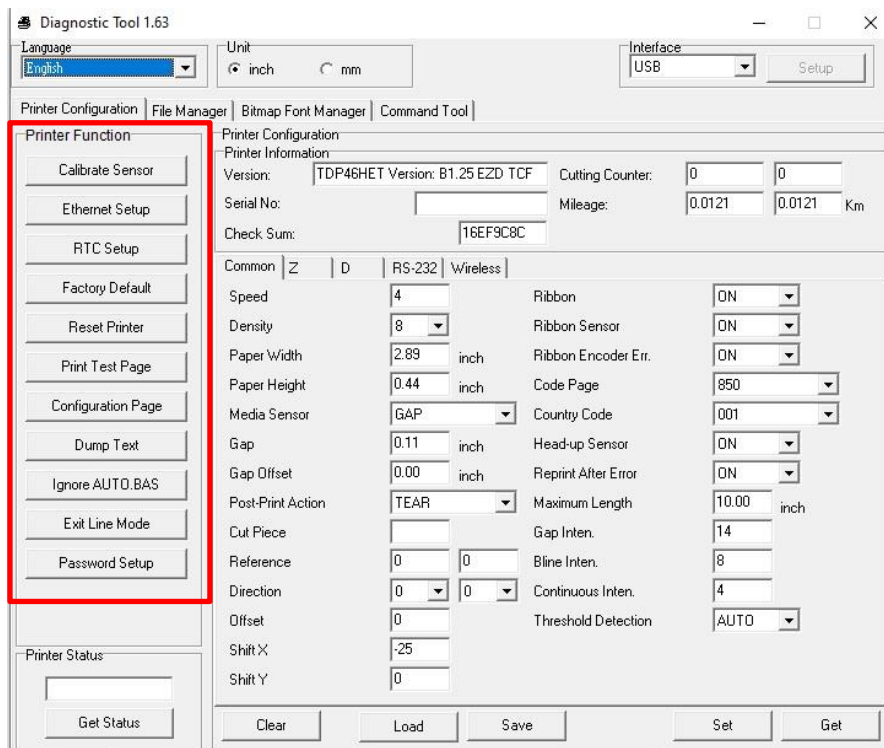 Diagnostic Tool 1.63
Language
English
Unit
inch mm
Interface
USB
Setup
Printer Configuration File Manager Bitmap Font Manager Command Tool
Printer Function
Calibrate Sensor
Ethernet Setup
RTC Setup
Factory Default
Reset Printer
Print Test Page
Configuration Page
Dump Text
Ignore AUTO.BAS
Exit Line Mode
Password Setup
Printer Status
Get Status
Printer Configuration
Printer Information
Version: TDP46HET Version: B1.25 EZD TCF Cutting Counter: 0 0
Serial No: Mileage: 0.0121 0.0121 Km
Check Sum: 16EF9C8C
Common Z D RS-232 Wireless
Speed 4 Ribbon ON
Density 8 Ribbon Sensor ON
Paper Width 2.89 inch Ribbon Encoder Err. ON
Paper Height 0.44 inch Code Page 850
Media Sensor GAP Country Code 001
Gap 0.11 inch Head-up Sensor ON
Gap Offset 0.00 inch Reprint After Error ON
Post-Print Action TEAR Maximum Length 10.00 inch
Cut Piece Gap Inten. 14
Reference 0 0 Bline Inten. 8
Direction 0 0 Continuous Inten. 4
Offset 0 Threshold Detection AUTO
Shift X -25
Shift Y 0
Clear Load Save Set Get